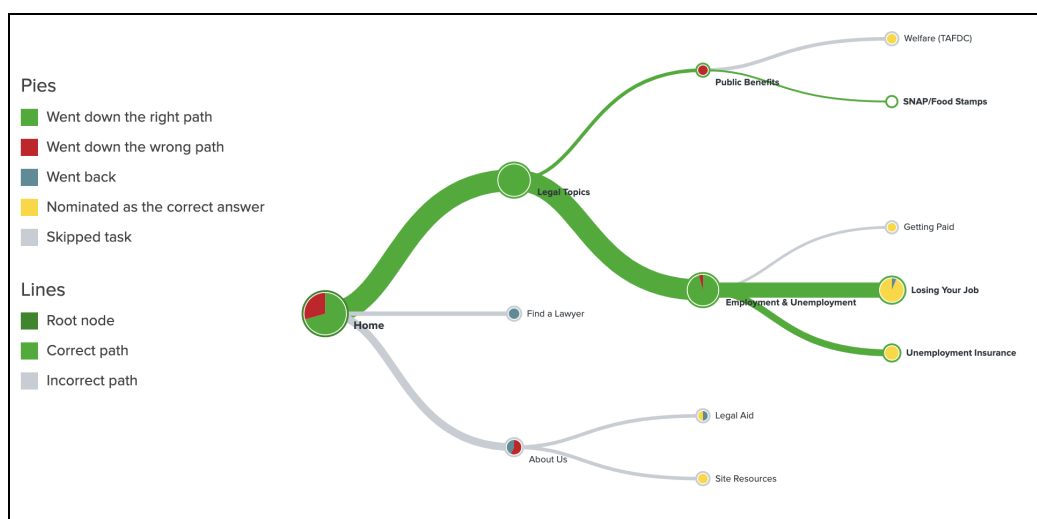 Pies
Went down the right path
Went down the wrong path
Went back
Nominated as the correct answer
Skipped task
Lines
Root node
Correct path
Incorrect path
Home
Legal Topics
Find a Lawyer
About Us
Public Benefits
Employment & Unemployment
Legal Aid
Site Resources
Welfare (TAFDC)
SNAP/Food Stamps
Getting Paid
Losing Your Job
Unemployment Insurance